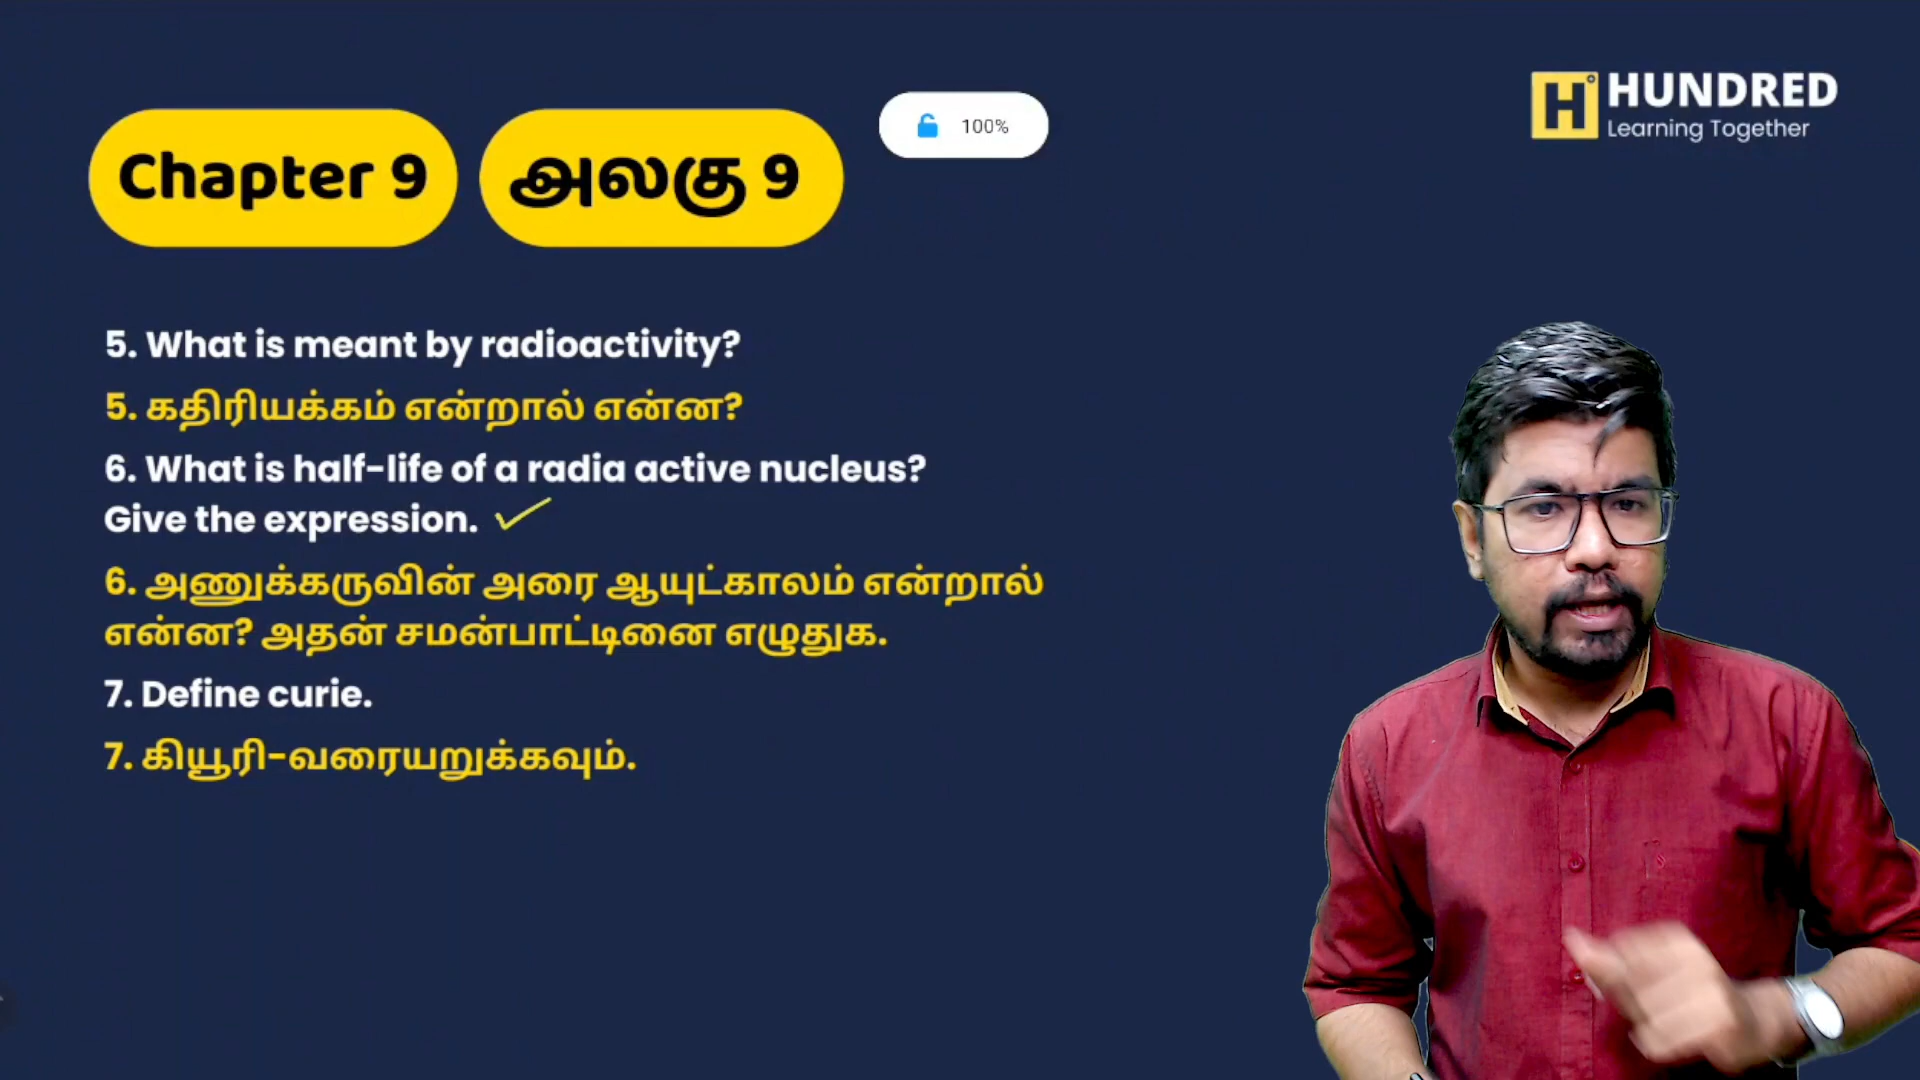 HUNDRED
Learning Together
100%
Chapter 9
அலகு 9
5. What is meant by radioactivity?
5. கதிரியக்கம் என்றால் என்ன?
6. What is half-life of a radia active nucleus?
Give the expression.
6. அணுக்கருவின் அரை ஆயுட்காலம் என்றால்
என்ன? அதன் சமன்பாட்டினை எழுதுக.
7. Define curie.
7. கியூரி-வரையறுக்கவும்.